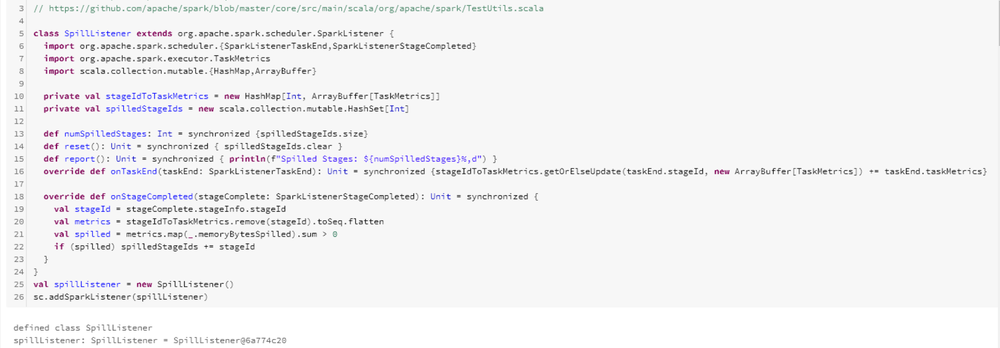 3 // https://github.com/apache/spark/blob/master/core/src/main/scala/org/apache/spark/TestUtils.scala
4
5 class SpillListener extends org.apache.spark.scheduler.SparkListener {
6   import org.apache.spark.scheduler.{SparkListenerTaskEnd,SparkListenerStageCompleted}
7   import org.apache.spark.executor.TaskMetrics
8   import scala.collection.mutable.{HashMap,ArrayBuffer}
9
10   private val stageIdToTaskMetrics = new HashMap[Int, ArrayBuffer[TaskMetrics]]
11   private val spilledStageIds = new scala.collection.mutable.HashSet[Int]
12
13   def numSpilledStages: Int = synchronized {spilledStageIds.size}
14   def reset(): Unit = synchronized { spilledStageIds.clear }
15   def report(): Unit = synchronized { println(f"Spilled Stages: ${numSpilledStages}%,d") }
16   override def onTaskEnd(taskEnd: SparkListenerTaskEnd): Unit = synchronized {stageIdToTaskMetrics.getOrElseUpdate(taskEnd.stageId, new ArrayBuffer[TaskMetrics]) += taskEnd.taskMetrics}
17
18   override def onStageCompleted(stageComplete: SparkListenerStageCompleted): Unit = synchronized {
19     val stageId = stageComplete.stageInfo.stageId
20     val metrics = stageIdToTaskMetrics.remove(stageId).toSeq.flatten
21     val spilled = metrics.map(_.memoryBytesSpilled).sum > 0
22     if (spilled) spilledStageIds += stageId
23   }
24 }
25 val spillListener = new SpillListener()
26 sc.addSparkListener(spillListener)
defined class SpillListener
spillListener: SpillListener = SpillListener@6a774c20